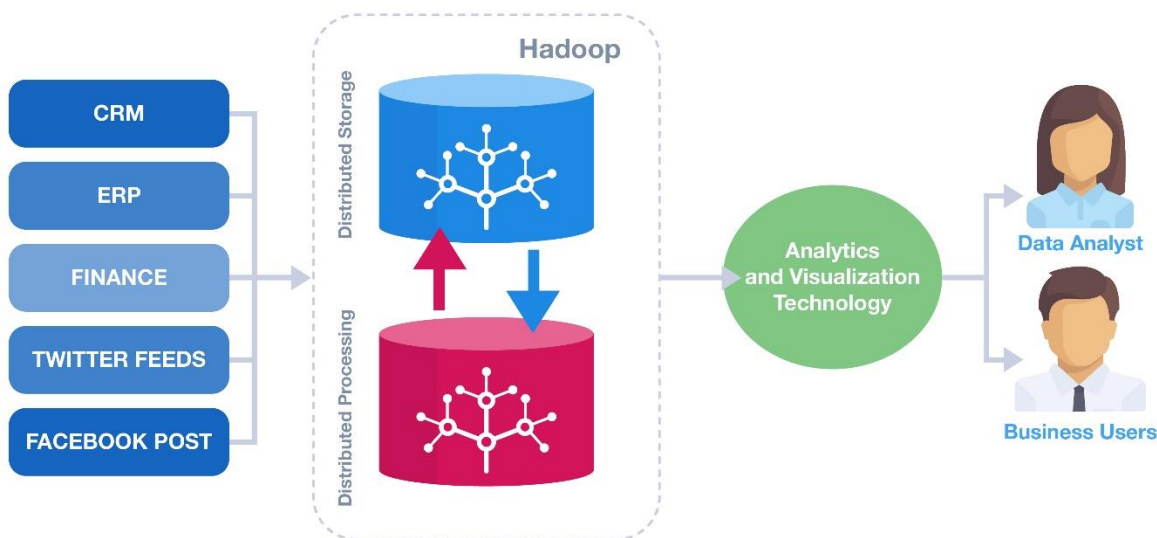 Hadoop
CRM
ERP
FINANCE
TWITTER FEEDS
FACEBOOK POST
Distributed Storage
Distributed Processing
Analytics
and Visualization
Technology
Data Analyst
Business Users